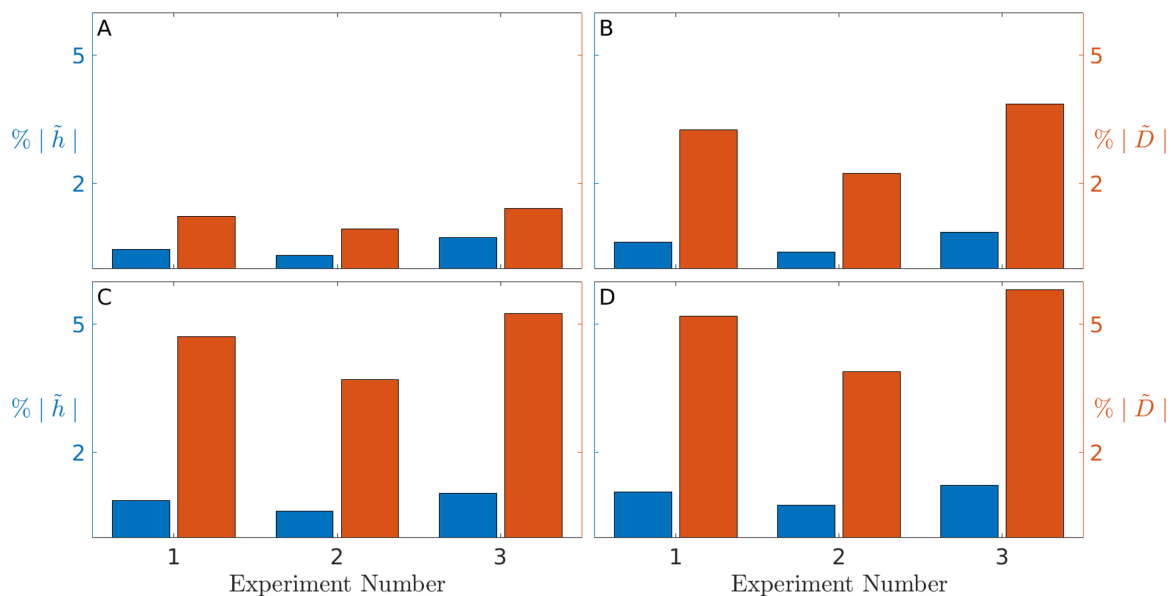 A
B
5
5
% | h̃ |
% | D̃ |
2
2
C
D
5
5
% | h̃ |
% | D̃ |
2
2
1
2
3
1
2
3
Experiment Number
Experiment Number